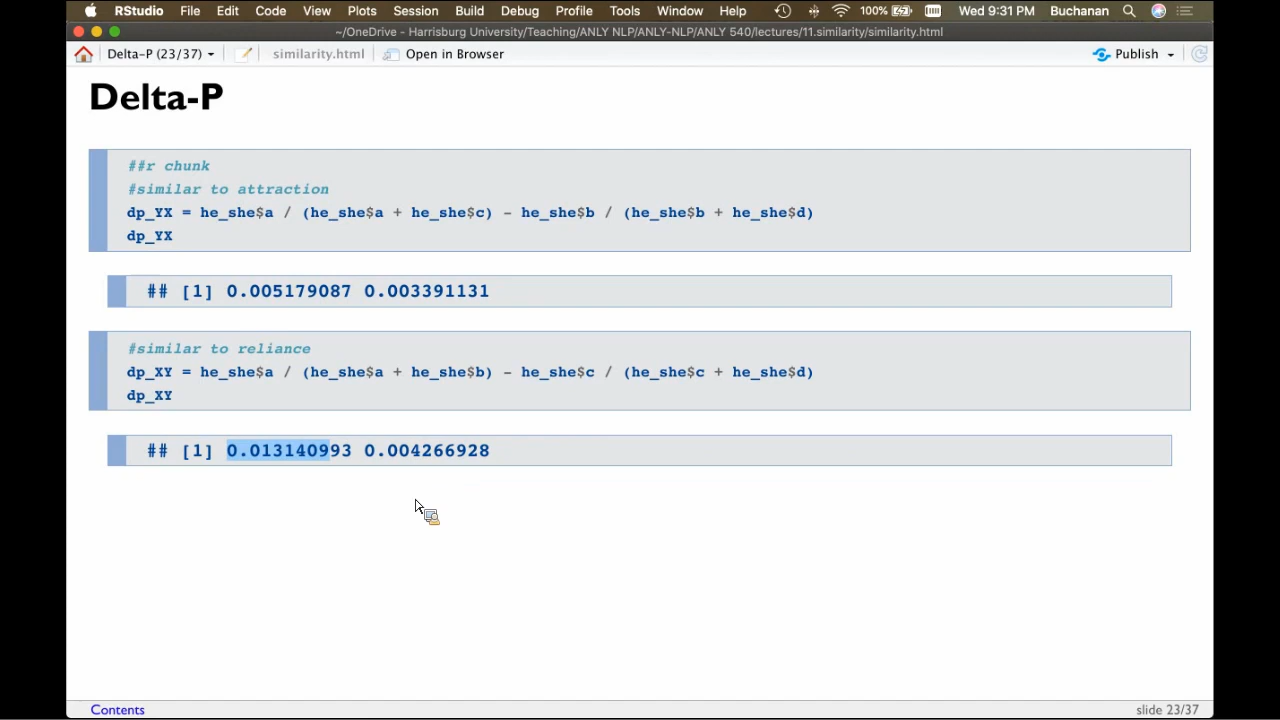 RStudio File Edit Code View Plots Session Build Debug Profile Tools Window Help 100% Wed 9:31 PM Buchanan
~/OneDrive - Harrisburg University/Teaching/ANLY NLP/ANLY-NLP/ANLY 540/lectures/11.similarity/similarity.html
Delta-P (23/37) similarity.html Open in Browser Publish
Delta-P
##r chunk
#similar to attraction
dp_YX = he_she$a / (he_she$a + he_she$c) - he_she$b / (he_she$b + he_she$d)
dp_YX
## [1] 0.005179087 0.003391131
#similar to reliance
dp_XY = he_she$a / (he_she$a + he_she$b) - he_she$c / (he_she$c + he_she$d)
dp_XY
## [1] 0.013140993 0.004266928
Contents slide 23/37